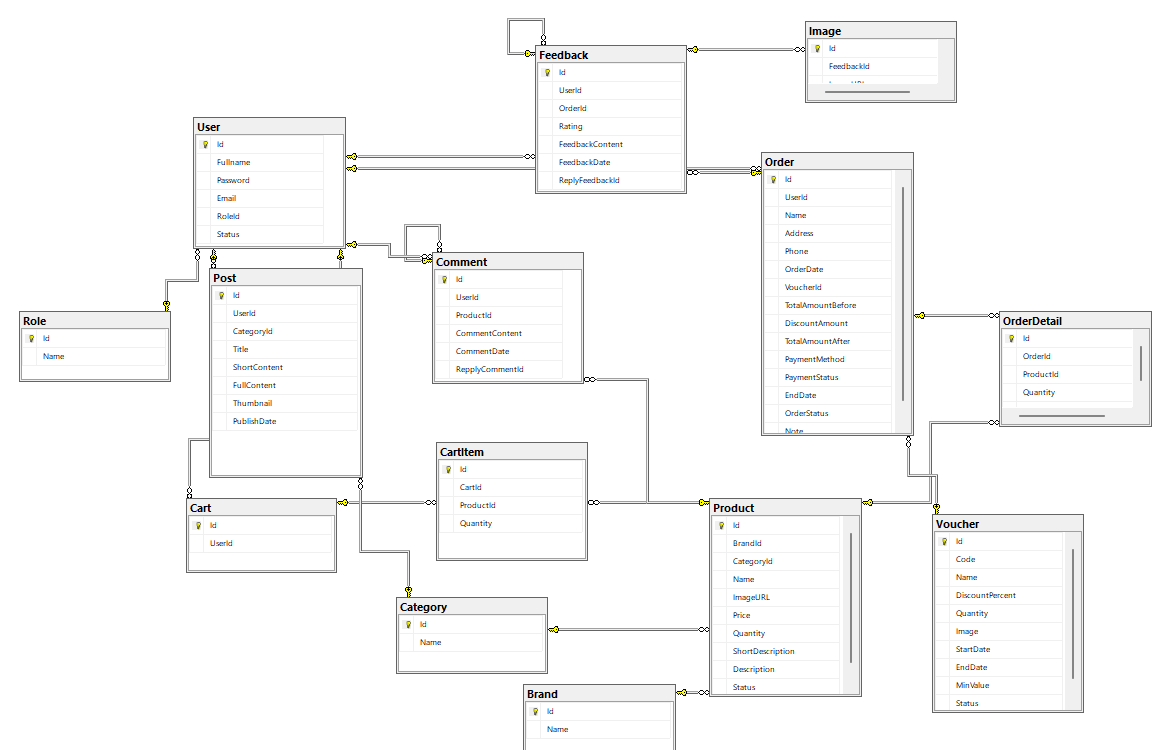 Feedback
Id
UserId
OrderId
Rating
FeedbackContent
FeedbackDate
ReplyFeedbackId
Image
Id
FeedbackId
User
Id
Fullname
Password
Email
RoleId
Status
Order
Id
UserId
Name
Address
Phone
OrderDate
VoucherId
TotalAmountBefore
DiscountAmount
TotalAmountAfter
PaymentMethod
PaymentStatus
EndDate
OrderStatus
Note
Comment
Id
UserId
ProductId
CommentContent
CommentDate
RepplyCommentId
Post
Id
UserId
CategoryId
Title
ShortContent
FullContent
Thumbnail
PublishDate
Role
Id
Name
OrderDetail
Id
OrderId
ProductId
Quantity
CartItem
Id
CartId
ProductId
Quantity
Cart
Id
UserId
Product
Id
BrandId
CategoryId
Name
ImageURL
Price
Quantity
ShortDescription
Description
Status
Voucher
Id
Code
Name
DiscountPercent
Quantity
Image
StartDate
EndDate
MinValue
Status
Category
Id
Name
Brand
Id
Name